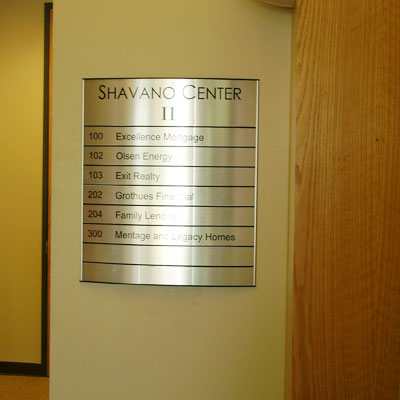 SHAVANO CENTER
II
100 Excellence Mortgage
102 Olsen Energy
103 Exit Realty
202 Grothues Financial
204 Family Lending
300 Meritage and Legacy Homes